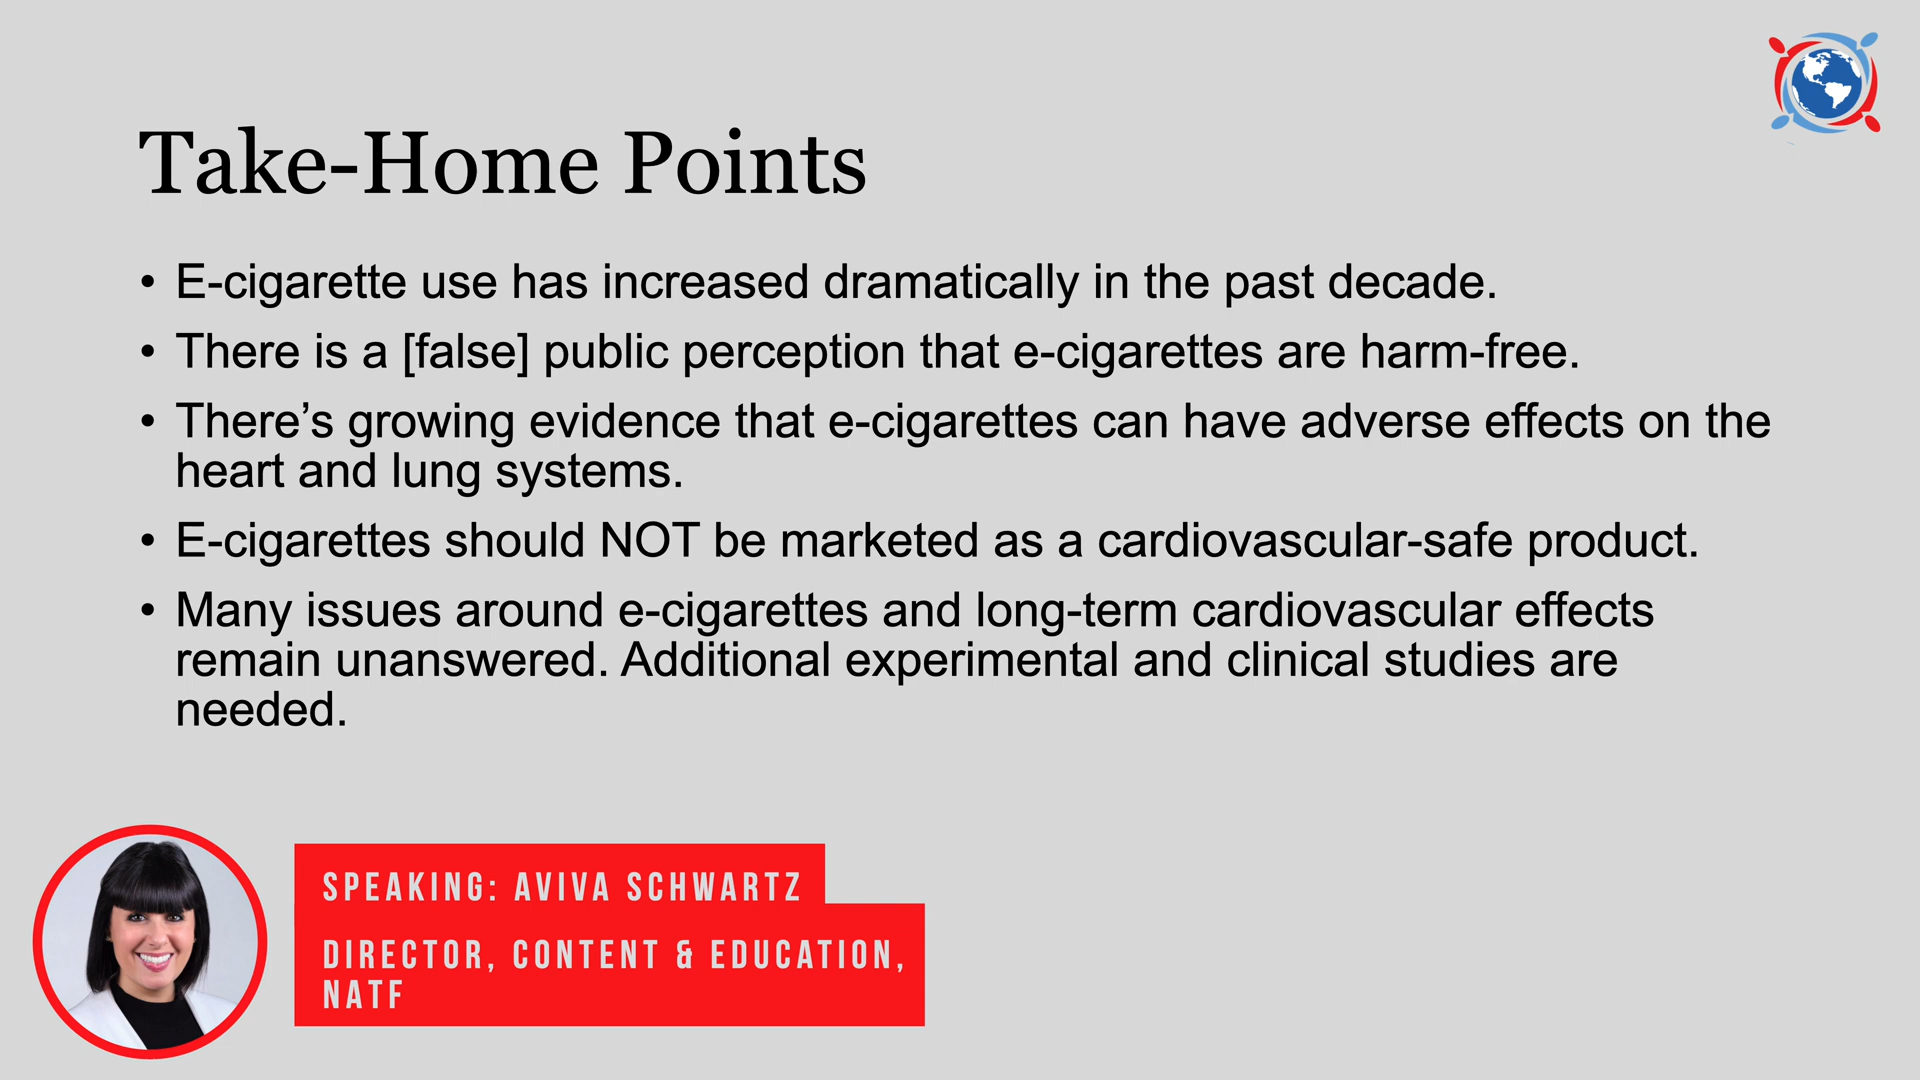 Take-Home Points
• E-cigarette use has increased dramatically in the past decade.
• There is a [false] public perception that e-cigarettes are harm-free.
• There’s growing evidence that e-cigarettes can have adverse effects on the
heart and lung systems.
• E-cigarettes should NOT be marketed as a cardiovascular-safe product.
• Many issues around e-cigarettes and long-term cardiovascular effects
remain unanswered. Additional experimental and clinical studies are
needed.
SPEAKING: AVIVA SCHWARTZ
DIRECTOR, CONTENT & EDUCATION,
NATF